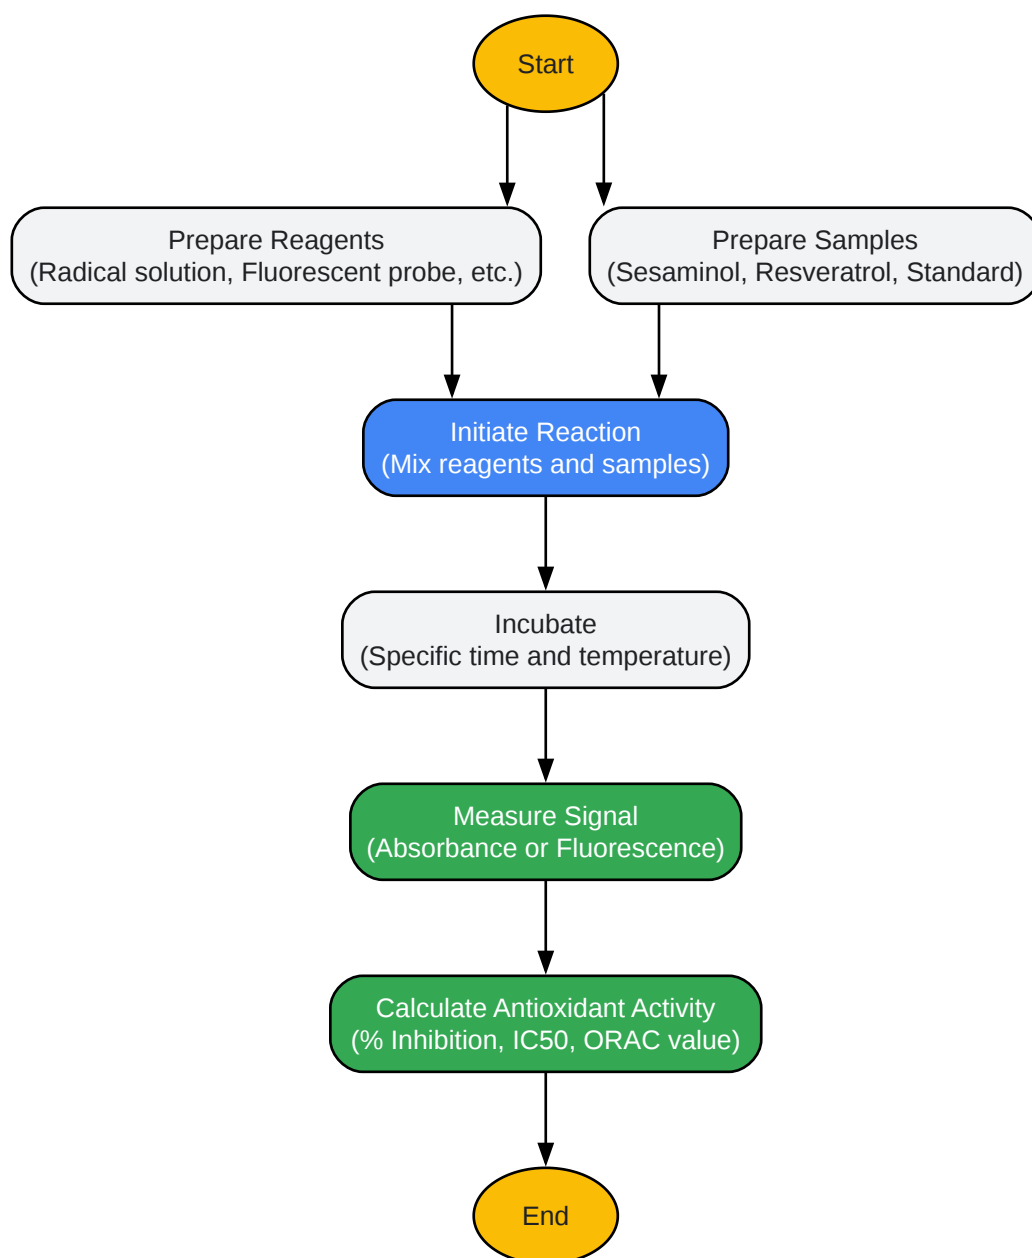 Start
Prepare Reagents
(Radical solution, Fluorescent probe, etc.)
Prepare Samples
(Sesaminol, Resveratrol, Standard)
Initiate Reaction
(Mix reagents and samples)
Incubate
(Specific time and temperature)
Measure Signal
(Absorbance or Fluorescence)
Calculate Antioxidant Activity
(% Inhibition, IC50, ORAC value)
End